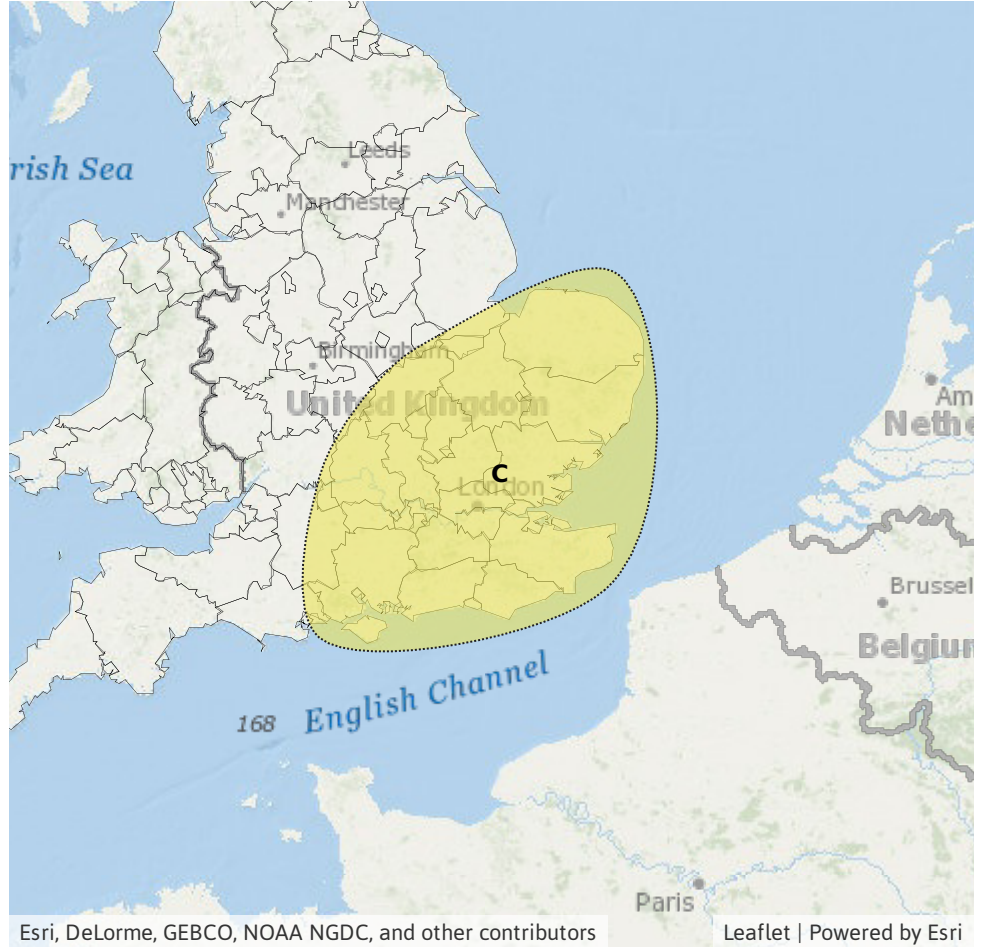 Leeds
rish Sea
Manchester
Birmingham
United Kingdom
Am
Nethe
C
London
Brussel
Belgium
English Channel
168
Paris
Esri, DeLorme, GEBCO, NOAA NGDC, and other contributors
Leaflet | Powered by Esri